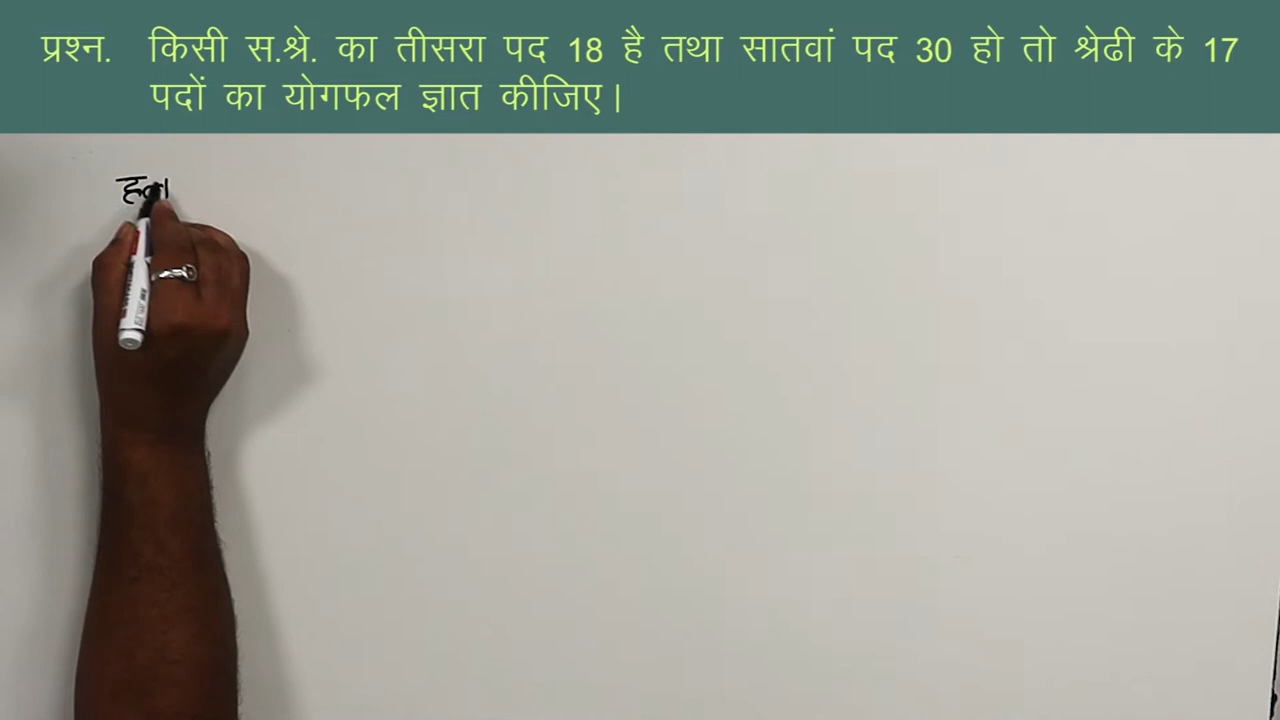 प्रश्न. किसी स.श्रे. का तीसरा पद 18 है तथा सातवां पद 30 हो तो श्रेढी के 17
पदों का योगफल ज्ञात कीजिए।
हल